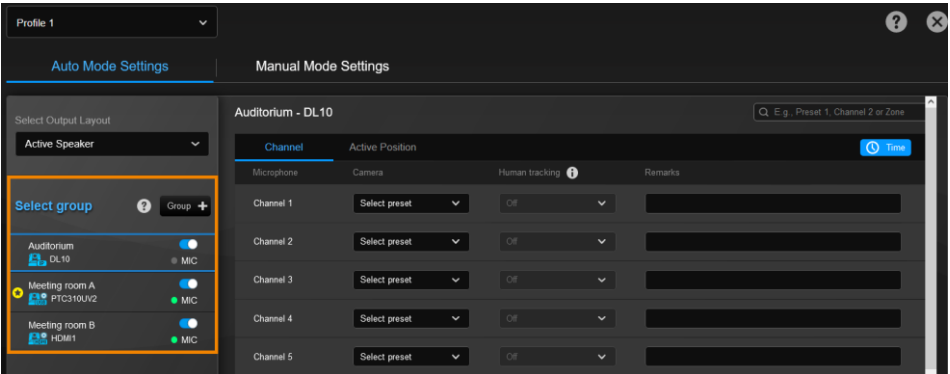 Profile 1
Auto Mode Settings
Manual Mode Settings
Select Output Layout
Active Speaker
Select group
?
Group +
Auditorium
DL10
MIC
Meeting room A
PTC310UV2
MIC
Meeting room B
HDMI1
MIC
Auditorium - DL10
E.g., Preset 1, Channel 2 or Zone
Channel
Active Position
Time
Microphone
Camera
Human tracking
Remarks
Channel 1
Select preset
Off
Channel 2
Select preset
Off
Channel 3
Select preset
Off
Channel 4
Select preset
Off
Channel 5
Select preset
Off